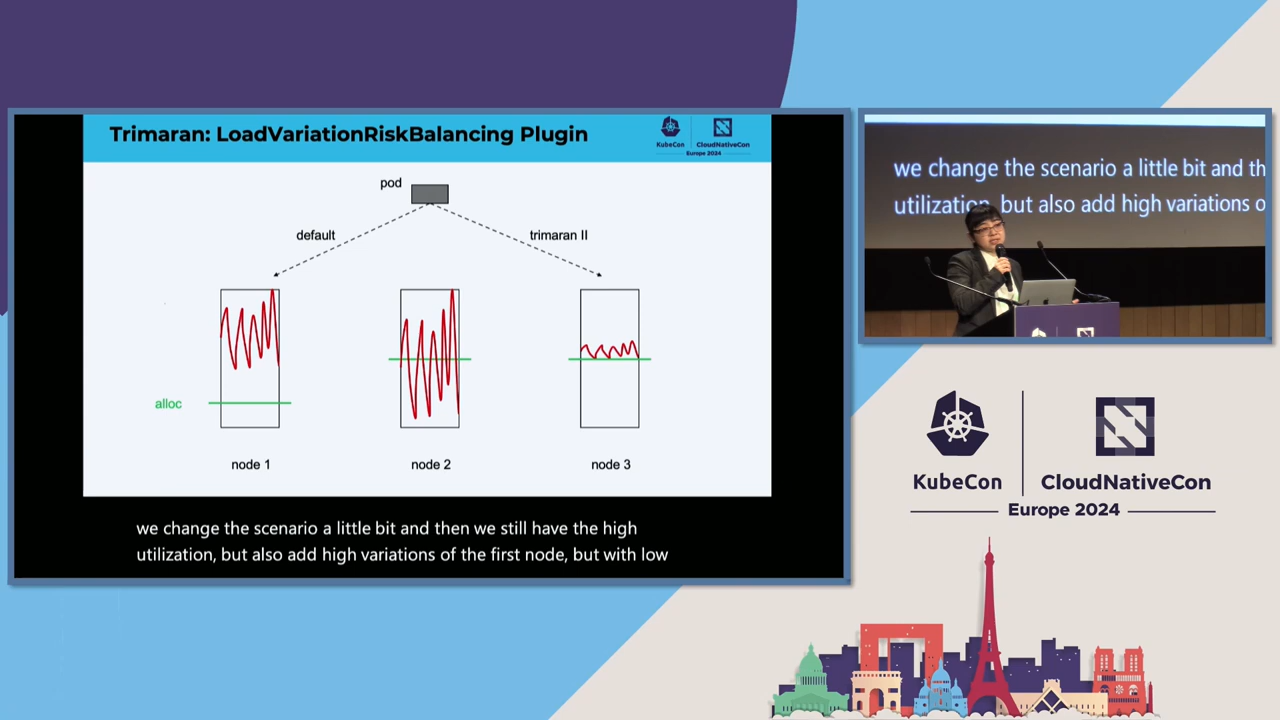 Trimaran: LoadVariationRiskBalancing Plugin
KubeCon
CloudNativeCon
Europe 2024
pod
default
trimaran II
alloc
node 1
node 2
node 3
we change the scenario a little bit and then we still have the high
utilization, but also add high variations of the first node, but with low
we change the scenario a little bit and th
utilization, but also add high variations o
KubeCon
CloudNativeCon
Europe 2024